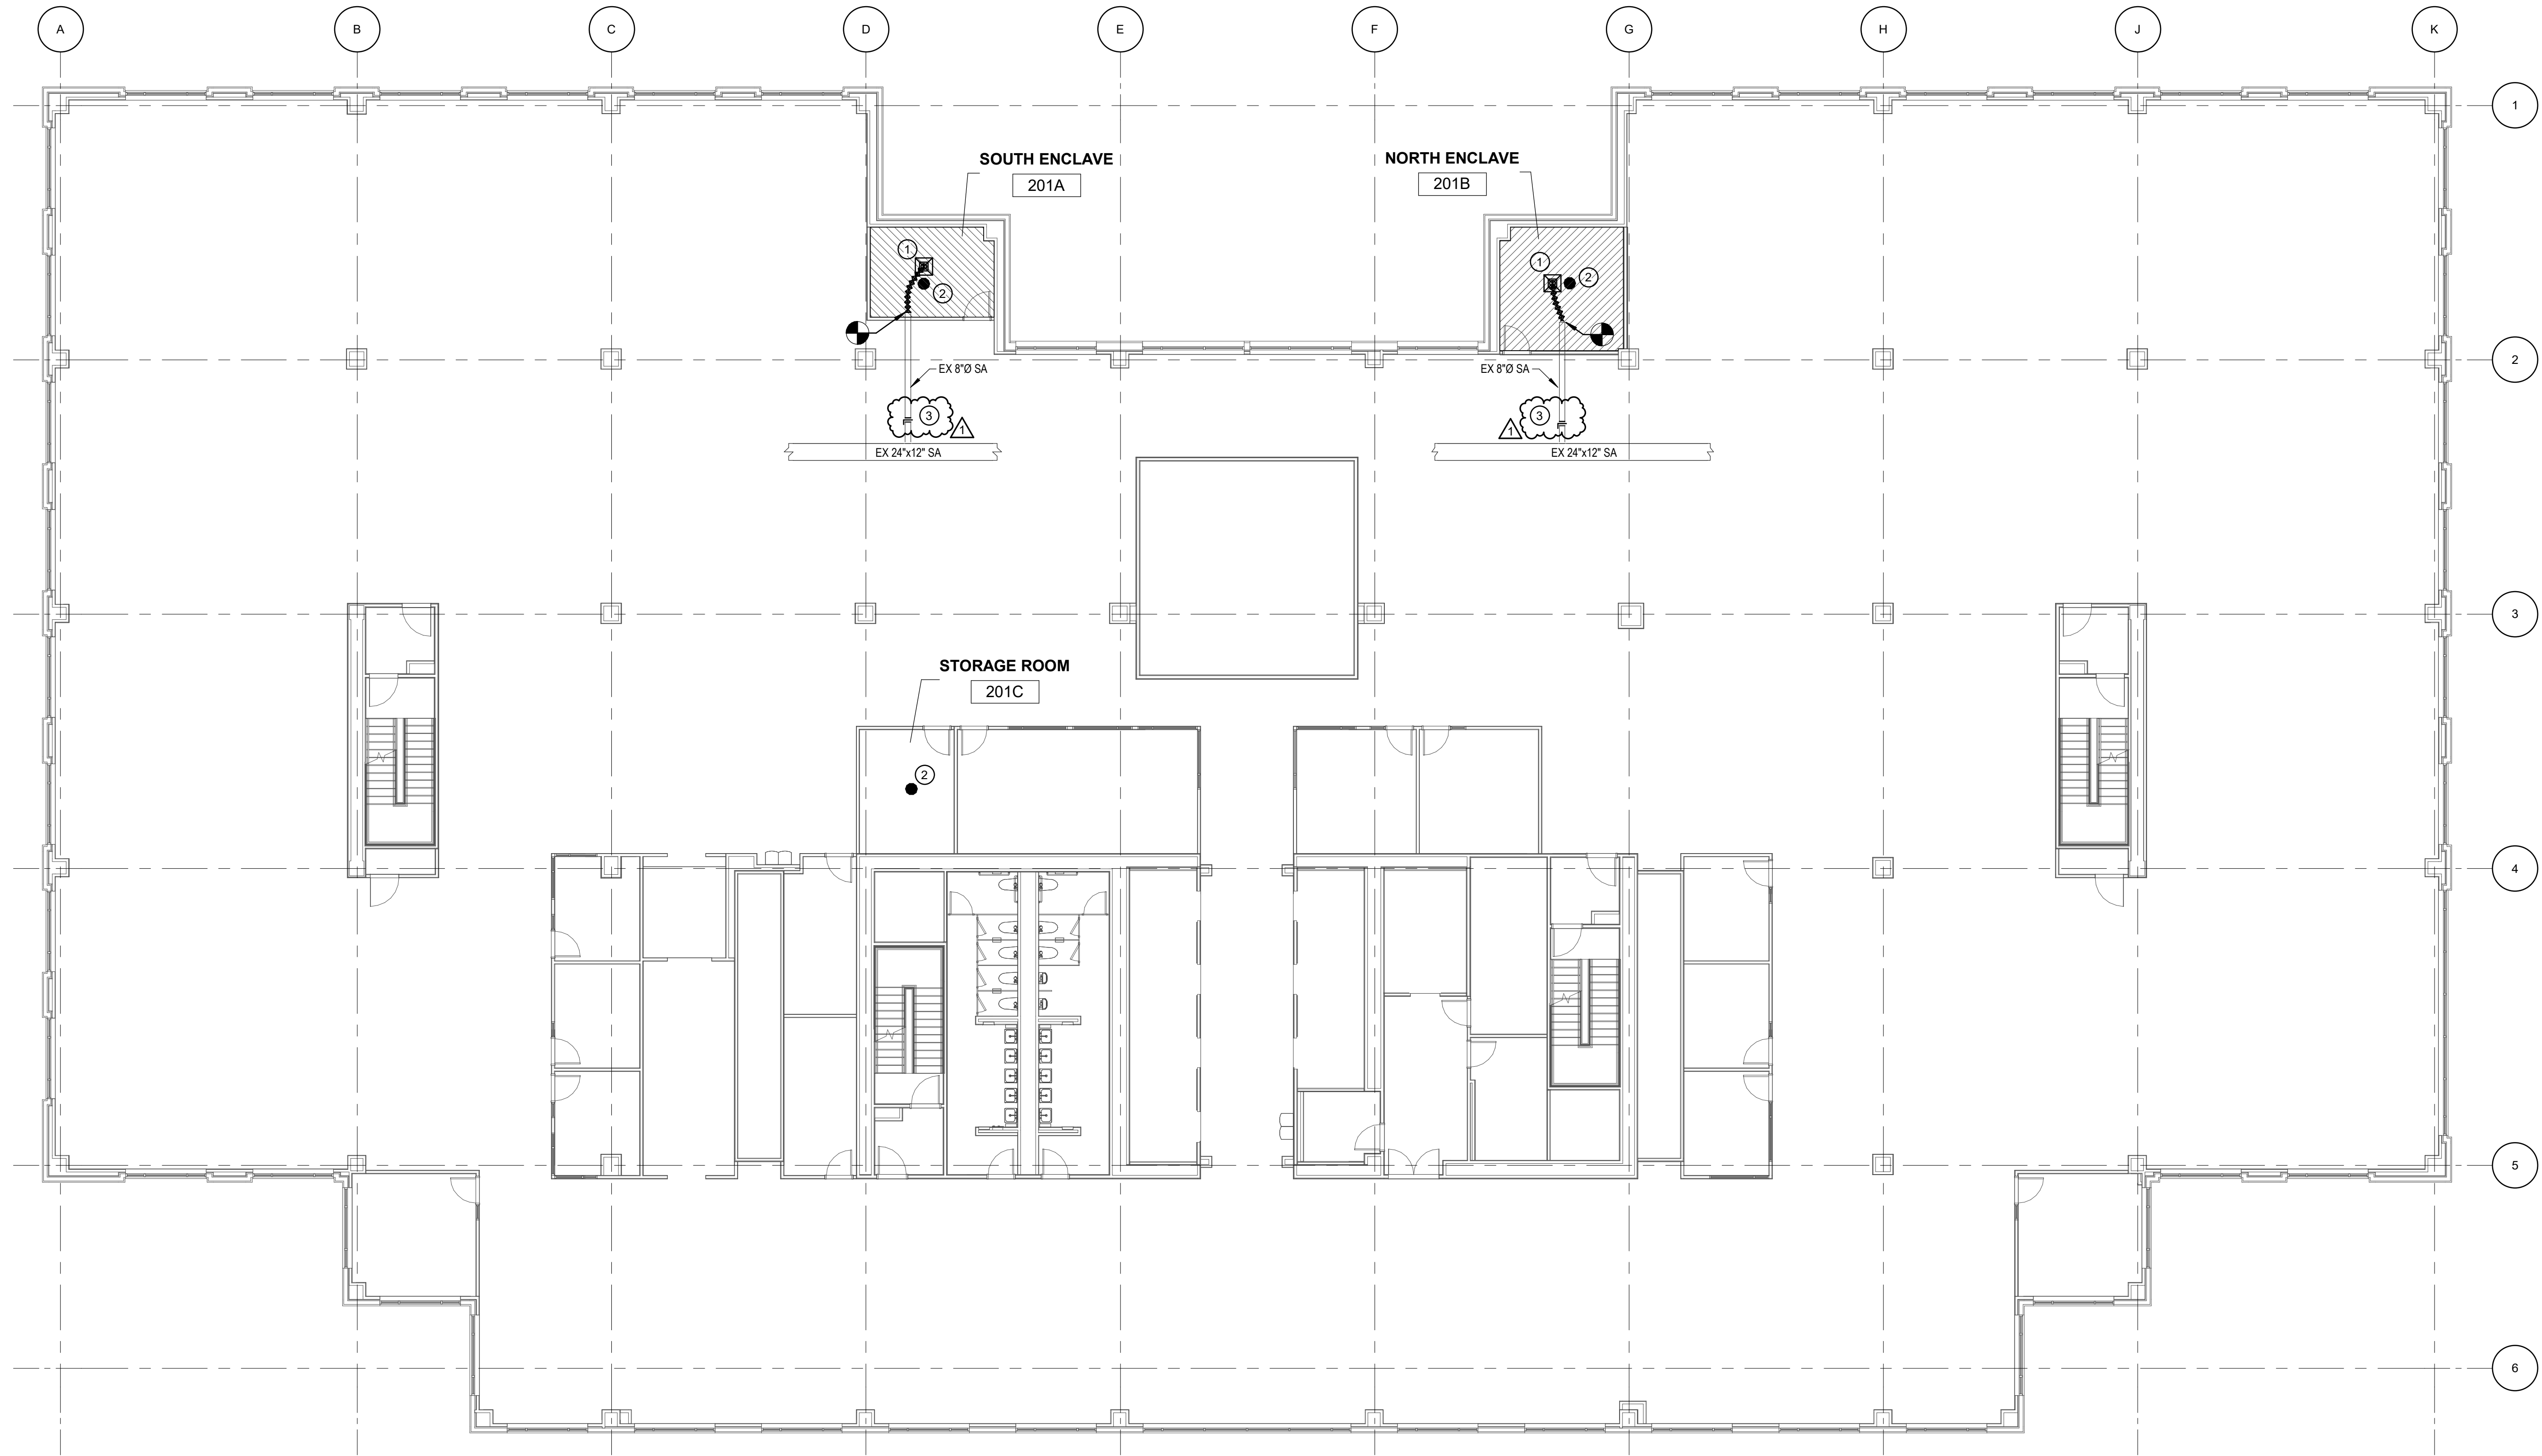 A B C D E F G H J K
1
SOUTH ENCLAVE
201A
NORTH ENCLAVE
201B
1
2
1
2
2
EX 8"Ø SA
EX 8"Ø SA
3
1
3
1
EX 24"x12" SA
EX 24"x12" SA
3
STORAGE ROOM
201C
2
4
5
6